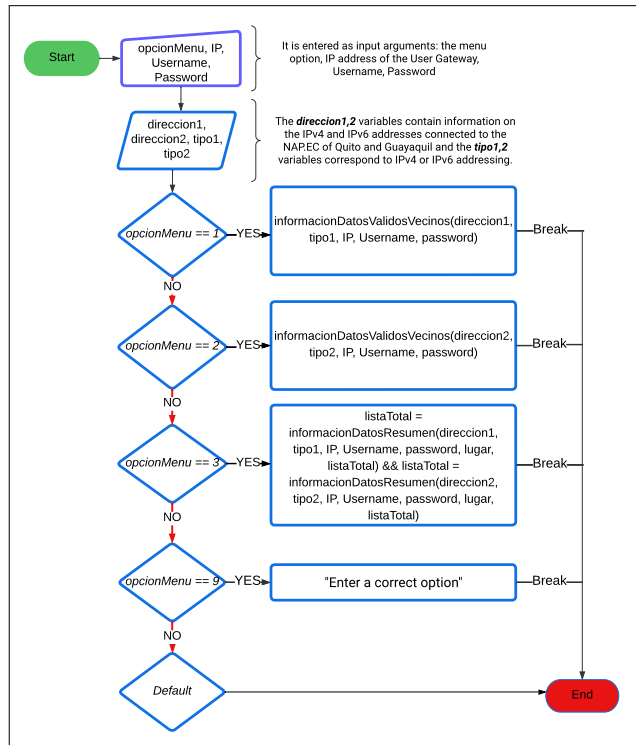 Start
opcionMenu, IP,
Username,
Password
It is entered as input arguments: the menu
option, IP address of the User Gateway,
Username, Password
direccion1,
direccion2, tipo1,
tipo2
The direccion1,2 variables contain information on
the IPv4 and IPv6 addresses connected to the
NAP.EC of Quito and Guayaquil and the tipo1,2
variables correspond to IPv4 or IPv6 addressing.
opcionMenu == 1
YES
informacionDatosValidosVecinos(direccion1,
tipo1, IP, Username, password)
Break
NO
opcionMenu == 2
YES
informacionDatosValidosVecinos(direccion2,
tipo2, IP, Username, password)
Break
NO
opcionMenu == 3
YES
listaTotal =
informacionDatosResumen(direccion1,
tipo1, IP, Username, password, lugar,
listaTotal) && listaTotal =
informacionDatosResumen(direccion2,
tipo2, IP, Username, password, lugar,
listaTotal)
Break
NO
opcionMenu == 9
YES
"Enter a correct option"
Break
NO
Default
End